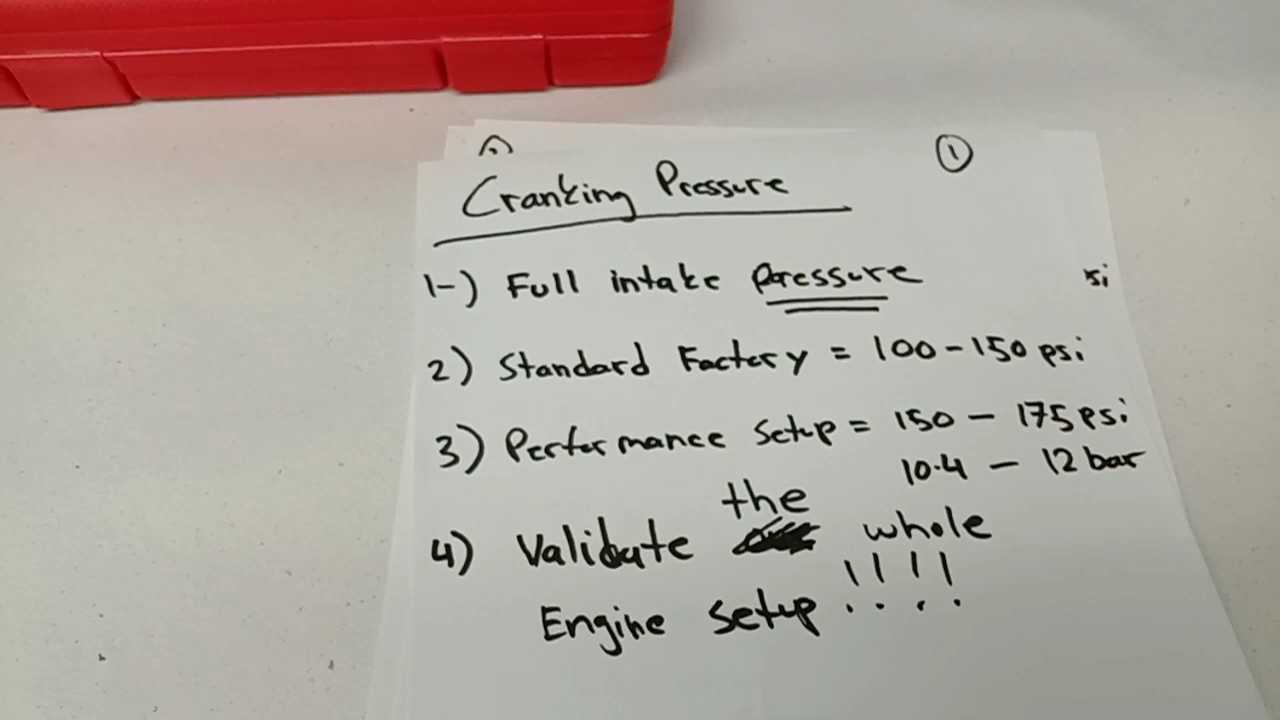 Cranking Pressure
1
1-) Full intake pressure
si
2) Standard Factory = 100-150 psi
3) Performance Setup = 150 - 175 psi
10.4 - 12 bar
4) Validate the whole
Engine setup !!!!